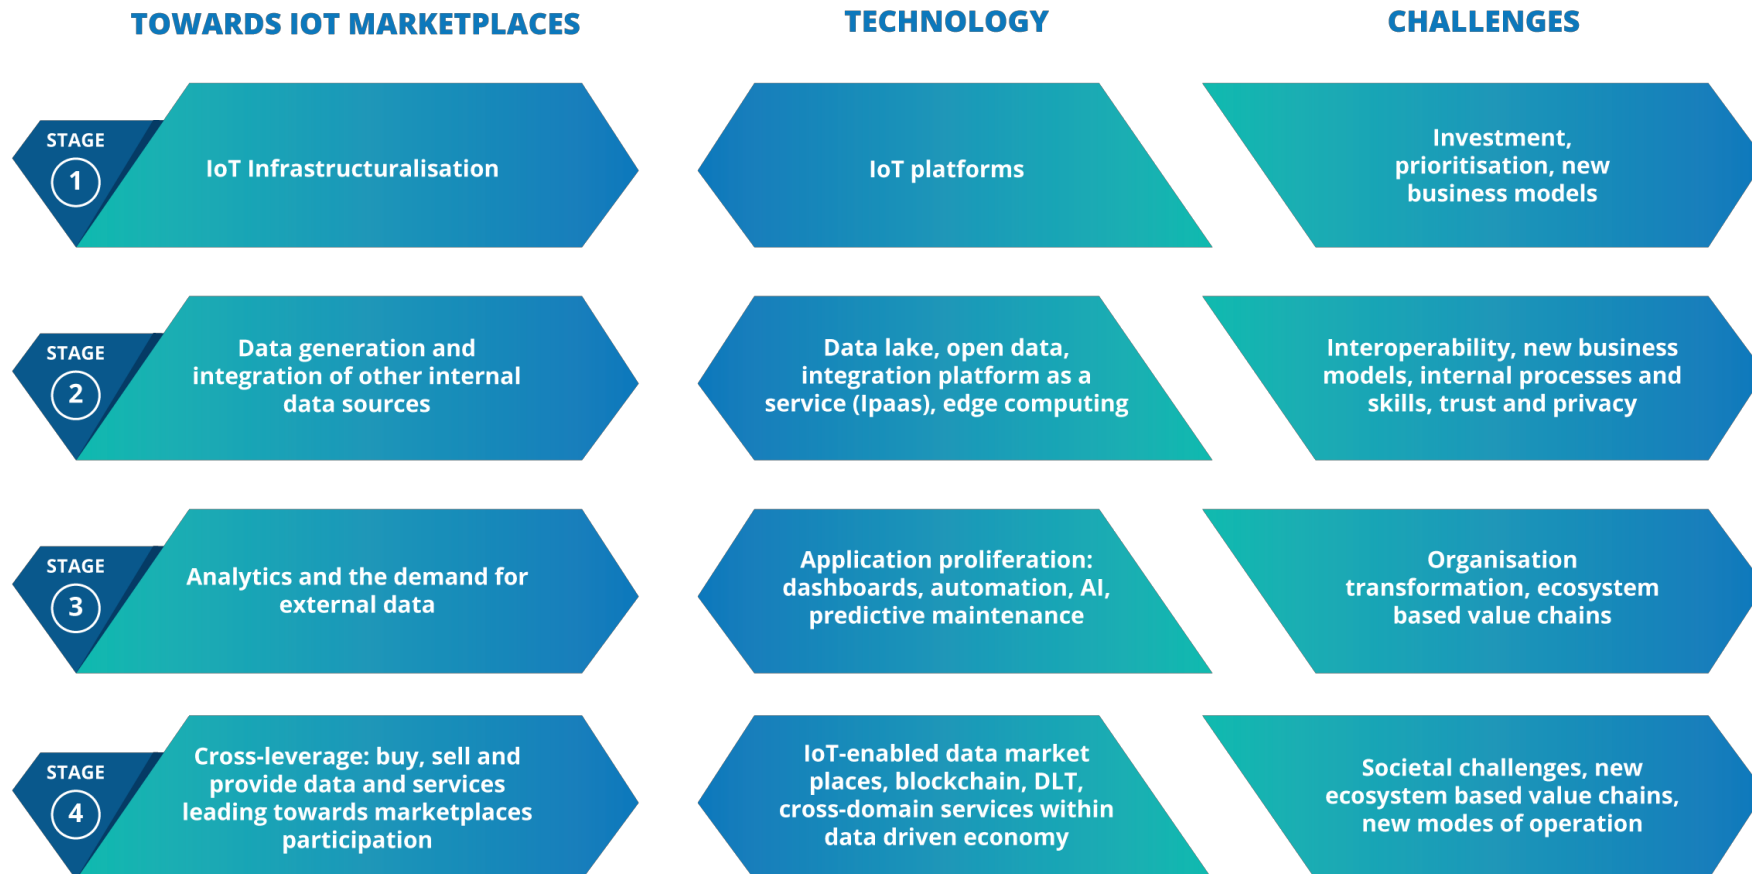 TOWARDS IOT MARKETPLACES
TECHNOLOGY
CHALLENGES
STAGE
1
IoT Infrastructuralisation
IoT platforms
Investment,
prioritisation, new
business models
STAGE
2
Data generation and
integration of other internal
data sources
Data lake, open data,
integration platform as a
service (Ipaas), edge computing
Interoperability, new business
models, internal processes and
skills, trust and privacy
STAGE
3
Analytics and the demand for
external data
Application proliferation:
dashboards, automation, AI,
predictive maintenance
Organisation
transformation, ecosystem
based value chains
STAGE
4
Cross-leverage: buy, sell and
provide data and services
leading towards marketplaces
participation
IoT-enabled data market
places, blockchain, DLT,
cross-domain services within
data driven economy
Societal challenges, new
ecosystem based value chains,
new modes of operation